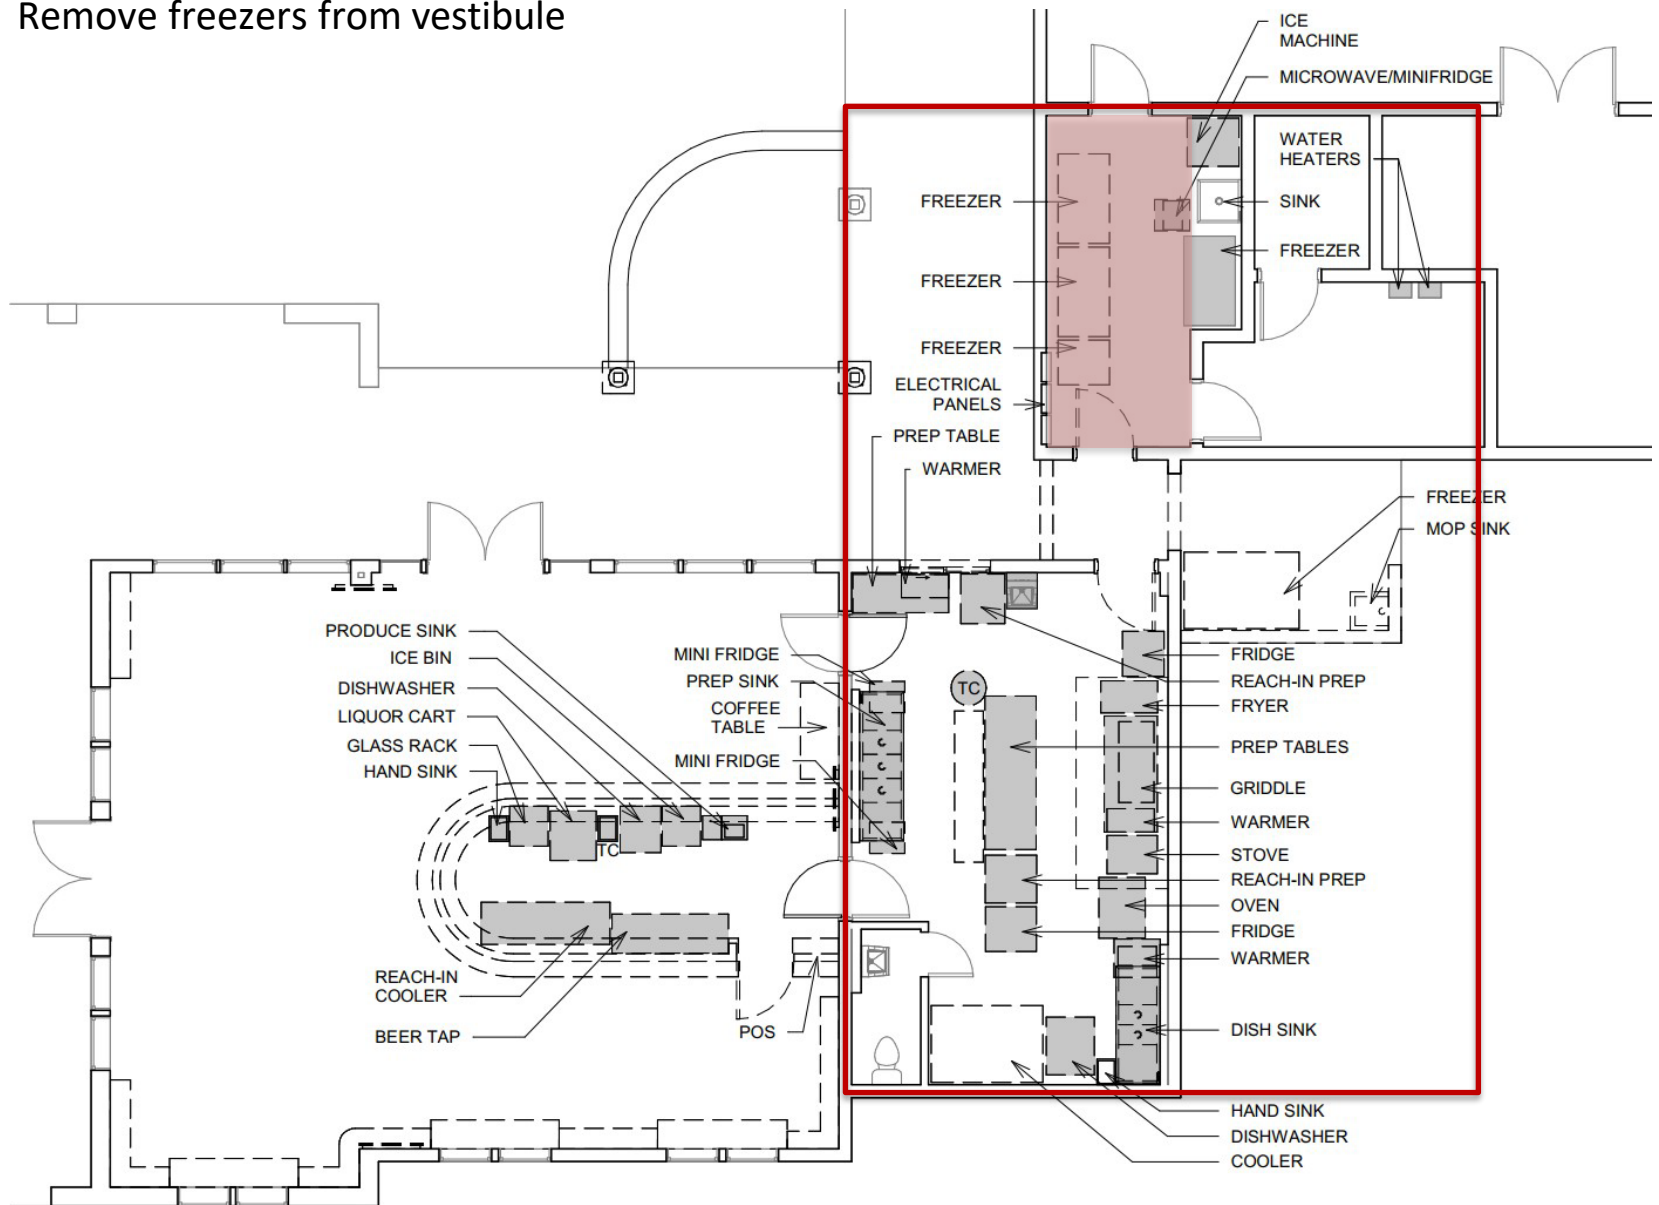 Remove freezers from vestibule
ICE
MACHINE
MICROWAVE/MINIFRIDGE
WATER
HEATERS
FREEZER
SINK
FREEZER
FREEZER
FREEZER
ELECTRICAL
PANELS
PREP TABLE
WARMER
FREEZER
MOP SINK
PRODUCE SINK
ICE BIN
DISHWASHER
LIQUOR CART
GLASS RACK
HAND SINK
MINI FRIDGE
PREP SINK
COFFEE
TABLE
MINI FRIDGE
TC
TC
FRIDGE
REACH-IN PREP
FRYER
PREP TABLES
GRIDDLE
WARMER
STOVE
REACH-IN PREP
OVEN
FRIDGE
WARMER
REACH-IN
COOLER
BEER TAP
POS
DISH SINK
HAND SINK
DISHWASHER
COOLER